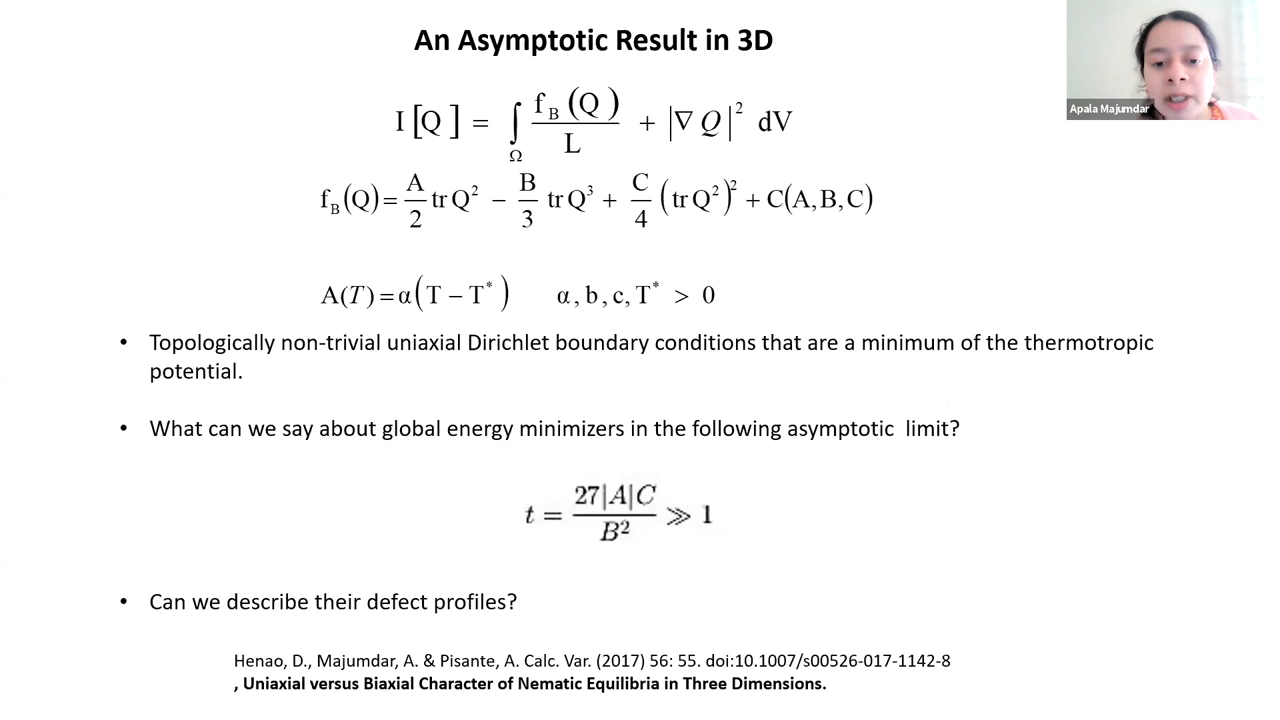 An Asymptotic Result in 3D
Apala Majumdar
I [Q] = ∫_Ω f_B(Q)/L + |∇Q|² dV
f_B(Q) = A/2 tr Q² − B/3 tr Q³ + C/4 (tr Q²)² + C(A,B,C)
A(T) = α(T − T*) α, b, c, T* > 0
• Topologically non-trivial uniaxial Dirichlet boundary conditions that are a minimum of the thermotropic
potential.
• What can we say about global energy minimizers in the following asymptotic limit?
t = 27|A|C/B² ≫ 1
• Can we describe their defect profiles?
Henao, D., Majumdar, A. & Pisante, A. Calc. Var. (2017) 56: 55. doi:10.1007/s00526-017-1142-8
, Uniaxial versus Biaxial Character of Nematic Equilibria in Three Dimensions.